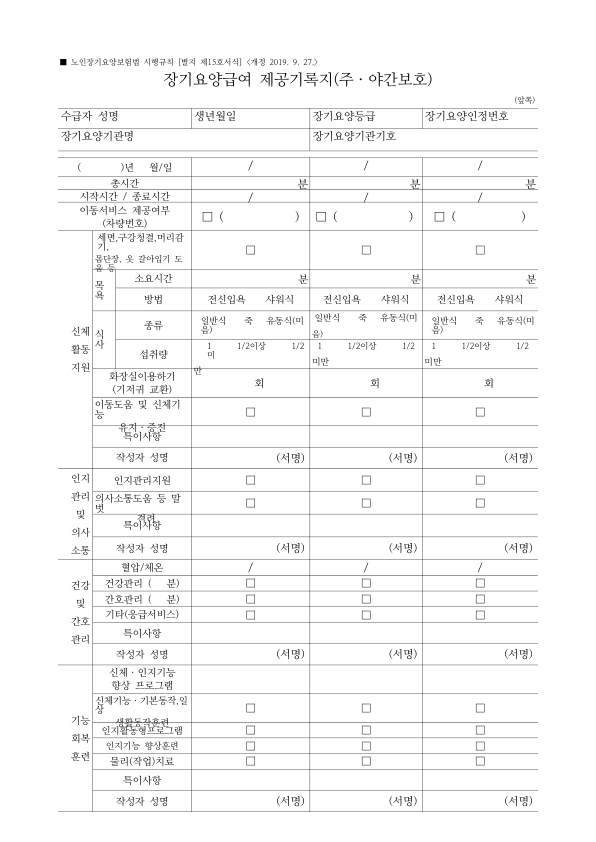 ■ 노인장기요양보험법 시행규칙 [별지 제15호서식] <개정 2019. 9. 27.>
장기요양급여 제공기록지(주ㆍ야간보호)
(앞쪽)
수급자 성명 생년월일 장기요양등급 장기요양인정번호
장기요양기관명 장기요양기관기호
( )년 월/일 / / /
총시간 분 분 분
시작시간 / 종료시간 / / /
이동서비스 제공여부
(차량번호) □ ( ) □ ( ) □ ( )
신체
활동
지원
세면,구강청결,머리감
기,
몸단장, 옷 갈아입기 도
움 등 □ □ □
목
욕
소요시간 분 분 분
방법 전신입욕 샤워식 전신입욕 샤워식 전신입욕 샤워식
식
사
종류 일반식 죽 유동식(미
음) 일반식 죽 유동식(미
음) 일반식 죽 유동식(미
음)
섭취량 1 1/2이상 1/2
미
만 1 1/2이상 1/2
미만 1 1/2이상 1/2
미만
화장실이용하기
(기저귀 교환) 회 회 회
이동도움 및 신체기
능
유지ㆍ증진 □ □ □
특이사항
작성자 성명 (서명) (서명) (서명)
인지
관리
및
의사
소통
인지관리지원 □ □ □
의사소통도움 등 말
벗
격려 □ □ □
특이사항
작성자 성명 (서명) (서명) (서명)
건강
및
간호
관리
혈압/체온 / / /
건강관리 ( 분) □ □ □
간호관리 ( 분) □ □ □
기타(응급서비스) □ □ □
특이사항
작성자 성명 (서명) (서명) (서명)
기능
회복
훈련
신체ㆍ인지기능
향상 프로그램
신체기능ㆍ기본동작,일
상
생활동작훈련 □ □ □
인지활동형프로그램 □ □ □
인지기능 향상훈련 □ □ □
물리(작업)치료 □ □ □
특이사항
작성자 성명 (서명) (서명) (서명)